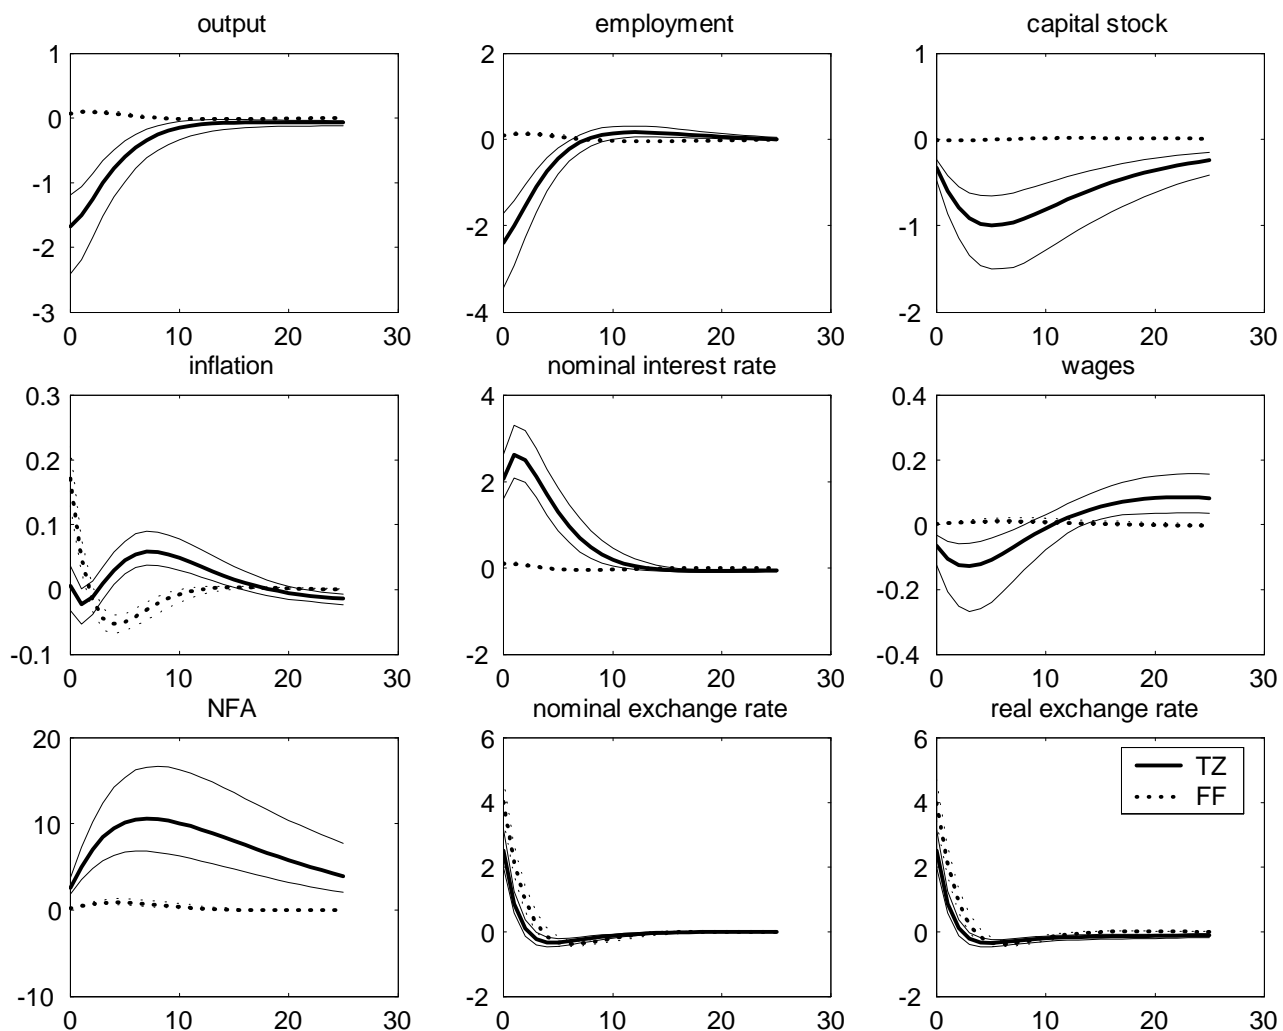 output employment capital stock
1 2 1
0 0 0
-1 -2 -1
-2
-3 -4 -2
0 10 20 30 0 10 20 30 0 10 20 30
inflation nominal interest rate wages
0.3 4 0.4
0.2 2 0.2
0.1 0 0
0 -0.2
-0.1 -2 -0.4
0 10 20 30 0 10 20 30 0 10 20 30
NFA nominal exchange rate real exchange rate
20 6 6
TZ
FF
10 4 4
2 2
0 0 0
-10 -2 -2
0 10 20 30 0 10 20 30 0 10 20 30